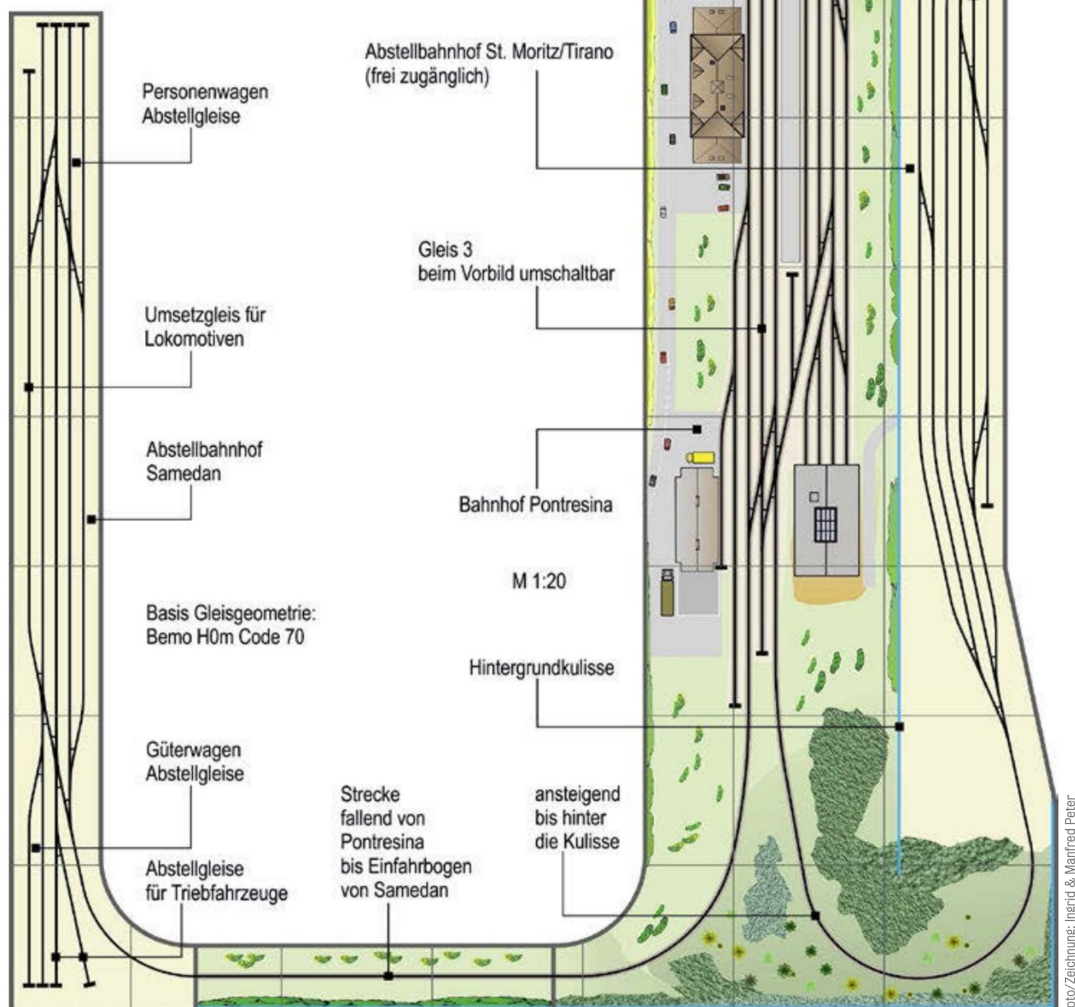 Abstellbahnhof St. Moritz/Tirano
(frei zugänglich)
Personenwagen
Abstellgleise
Gleis 3
beim Vorbild umschaltbar
Umsetzgleis für
Lokomotiven
Abstellbahnhof
Samedan
Bahnhof Pontresina
M 1:20
Basis Gleisgeometrie:
Bemo H0m Code 70
Hintergrundkulisse
Güterwagen
Abstellgleise
Strecke
fallend von
Pontresina
bis Einfahrbogen
von Samedan
ansteigend
bis hinter
die Kulisse
Abstellgleise
für Triebfahrzeuge
oto/Zeichnung: Ingrid & Manfred Peter